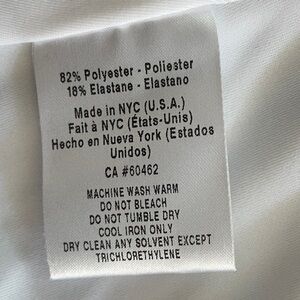 82% Polyester - Poliester
18% Elastane - Elastano
Made in NYC (U.S.A.)
Fait à NYC (États-Unis)
Hecho en Nueva York (Estados
Unidos)
CA #60462
MACHINE WASH WARM
DO NOT BLEACH
DO NOT TUMBLE DRY
COOL IRON ONLY
DRY CLEAN ANY SOLVENT EXCEPT
TRICHLORETHYLENE